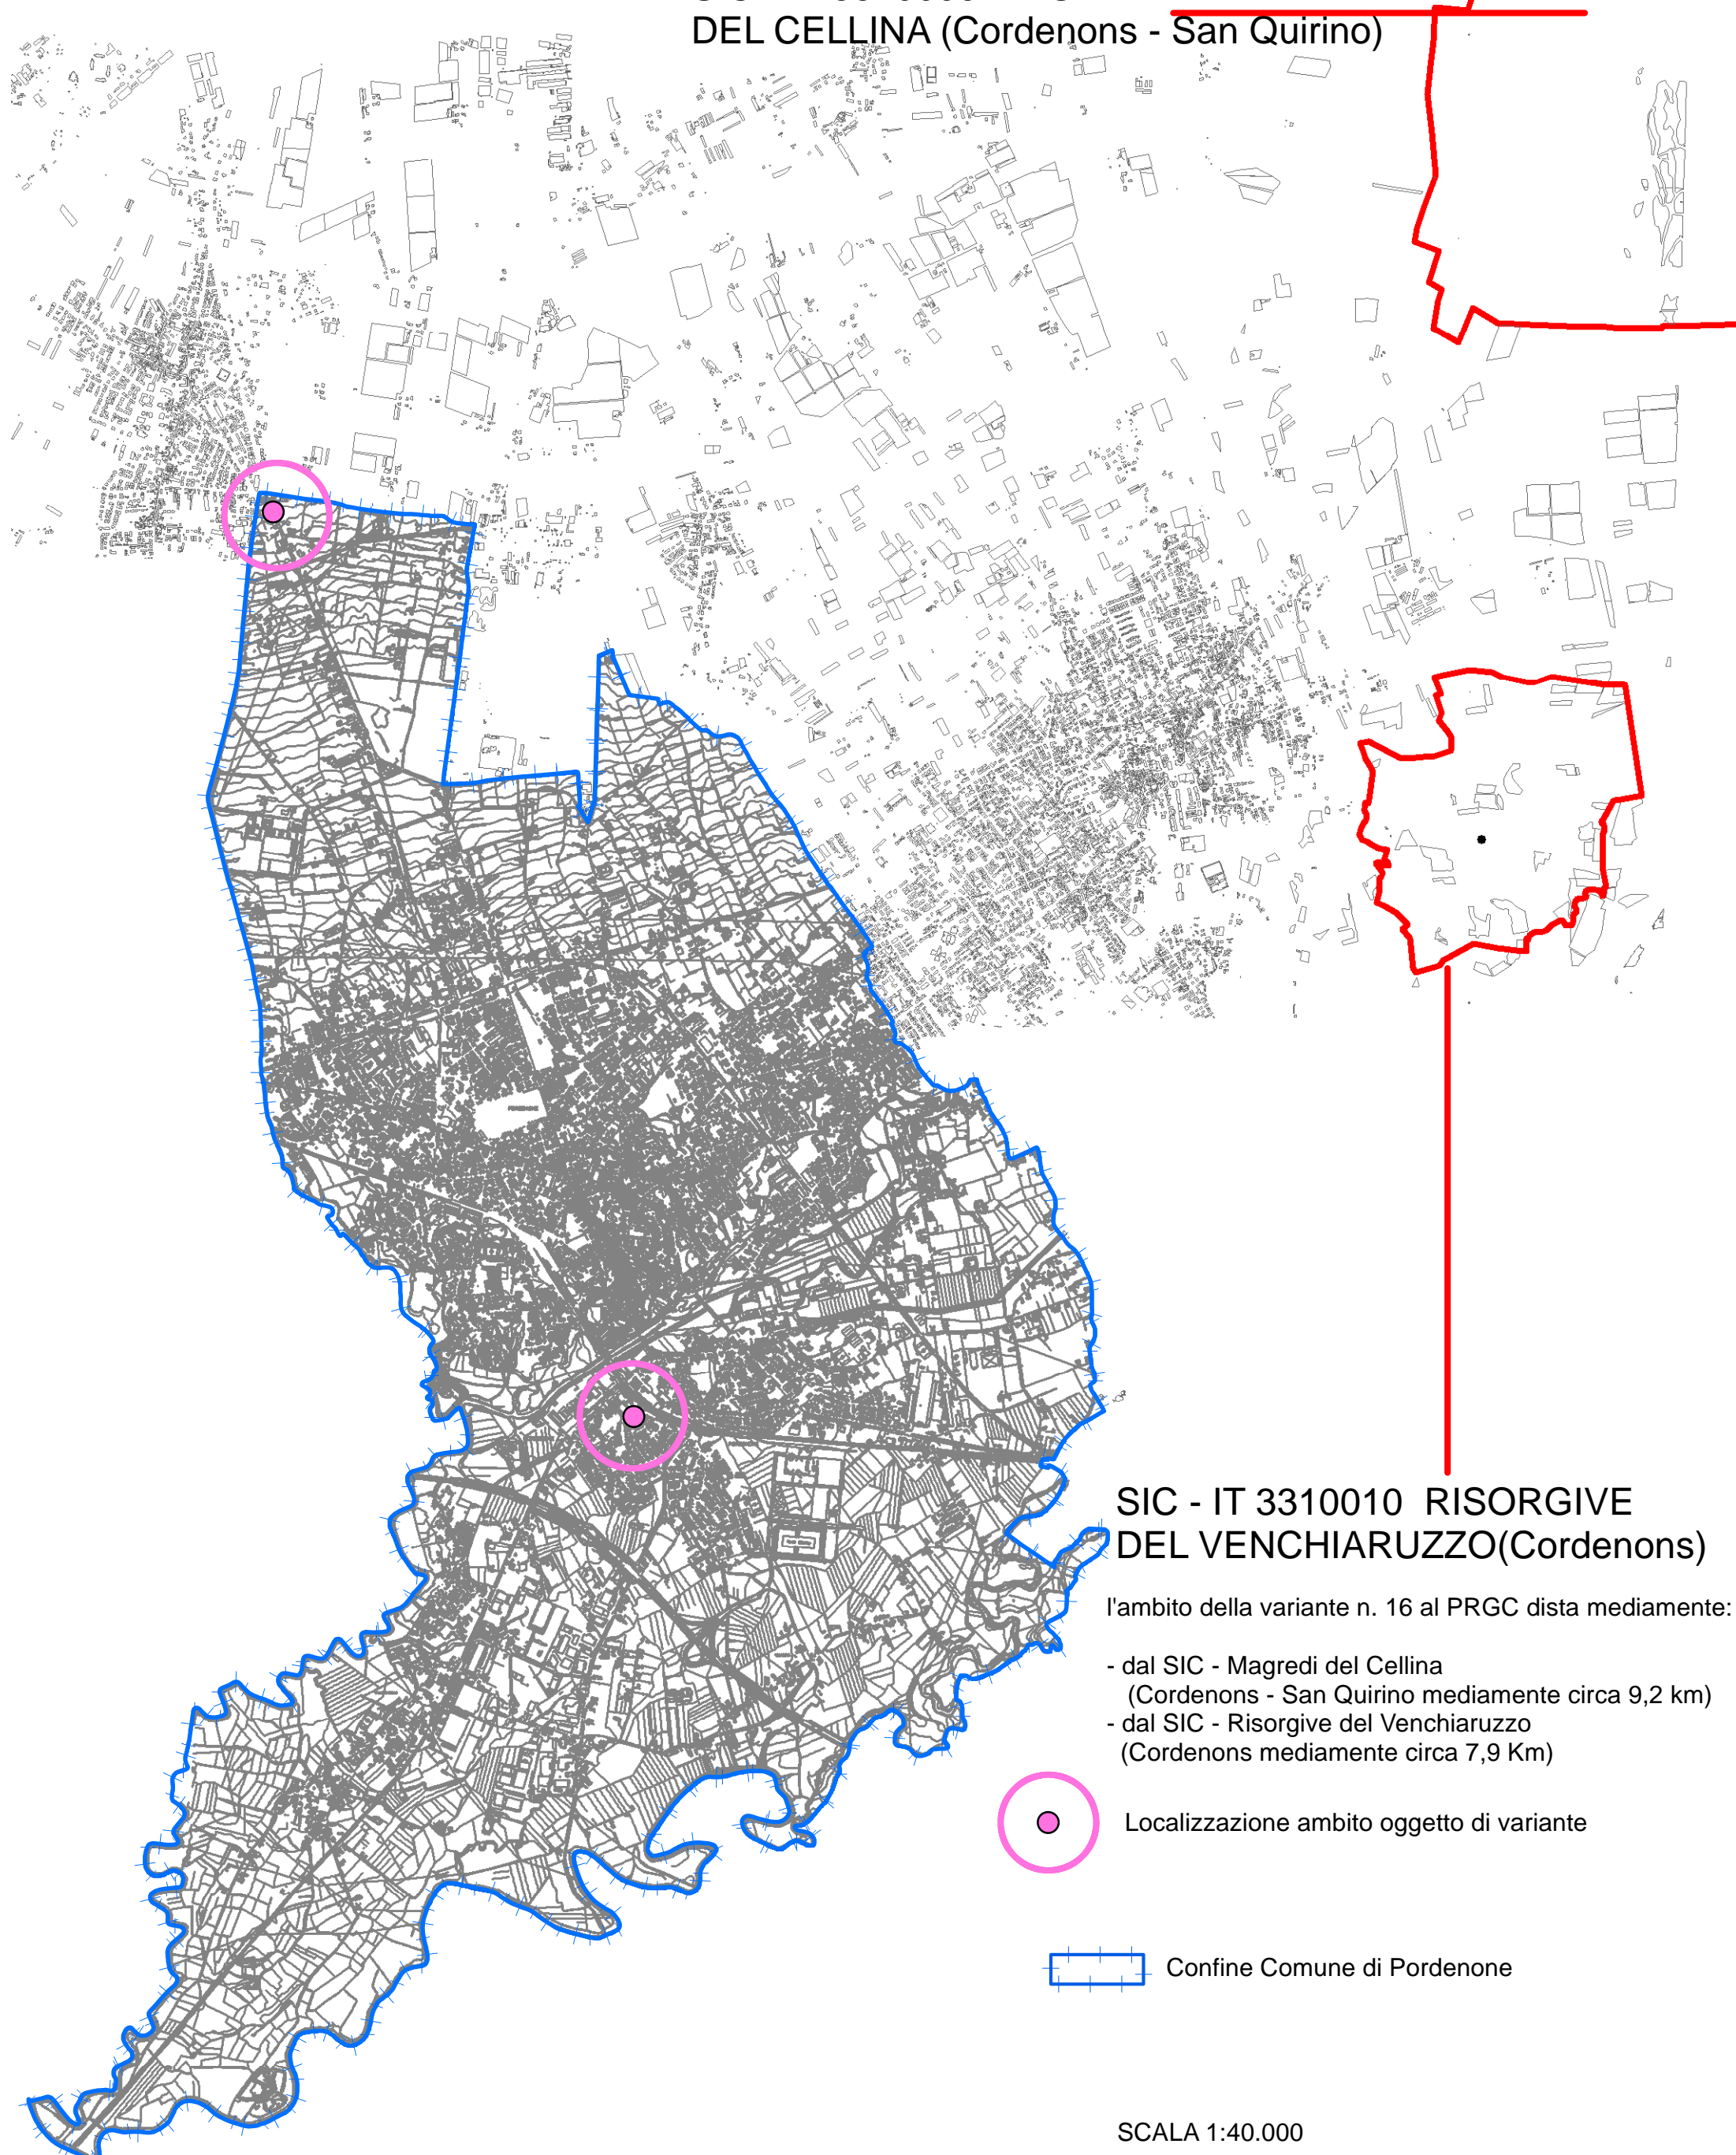 DEL CELLINA (Cordenons - San Quirino)
SIC - IT 3310010 RISORGIVE
DEL VENCHIARUZZO(Cordenons)
l'ambito della variante n. 16 al PRGC dista mediamente:
- dal SIC - Magredi del Cellina
(Cordenons - San Quirino mediamente circa 9,2 km)
- dal SIC - Risorgive del Venchiaruzzo
(Cordenons mediamente circa 7,9 Km)
Localizzazione ambito oggetto di variante
Confine Comune di Pordenone
SCALA 1:40.000